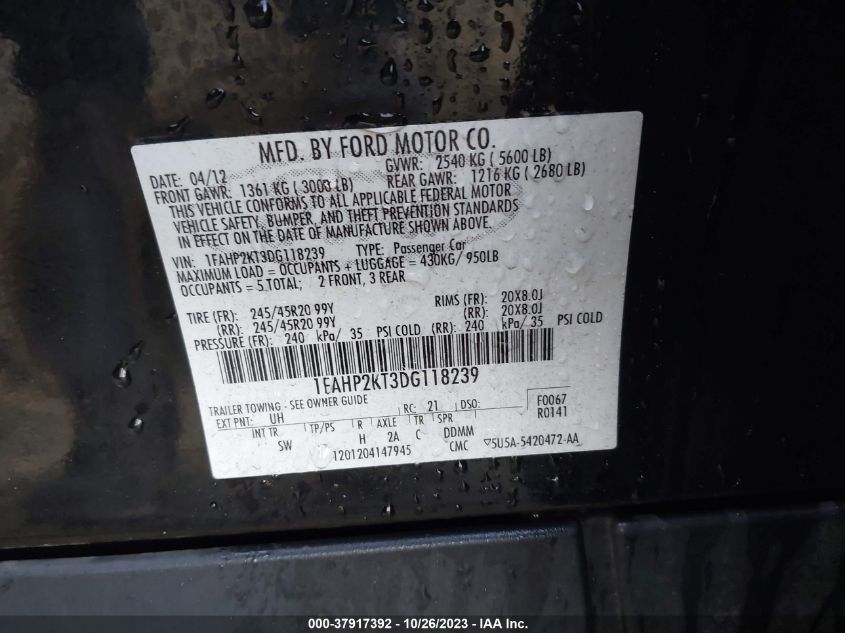 MFD. BY FORD MOTOR CO.
DATE: 04/12 GVWR: 2540 KG ( 5600 LB)
FRONT GAWR: 1361 KG ( 3000 LB) REAR GAWR: 1216 KG ( 2680 LB)
THIS VEHICLE CONFORMS TO ALL APPLICABLE FEDERAL MOTOR
VEHICLE SAFETY, BUMPER, AND THEFT PREVENTION STANDARDS
IN EFFECT ON THE DATE OF MANUFACTURE SHOWN ABOVE.
VIN: 1FAHP2KT3DG118239 TYPE: Passenger Car
MAXIMUM LOAD = OCCUPANTS + LUGGAGE = 430KG/ 950LB
OCCUPANTS = 5 TOTAL; 2 FRONT, 3 REAR
TIRE (FR): 245/45R20 99Y RIMS (FR): 20X8.0J
(RR): 245/45R20 99Y (RR): 20X8.0J
PRESSURE (FR): 240 kPa/ 35 PSI COLD (RR): 240 kPa/ 35 PSI COLD
1FAHP2KT3DG118239
TRAILER TOWING - SEE OWNER GUIDE F0067
EXT PNT: UH RC: 21 DSO: R0141
INT TR TP/PS R AXLE TR SPR
SW H 2A C DDMM
1201204147945 CMC 5U5A-5420472-AA
000-37917392 - 10/26/2023 - IAA Inc.